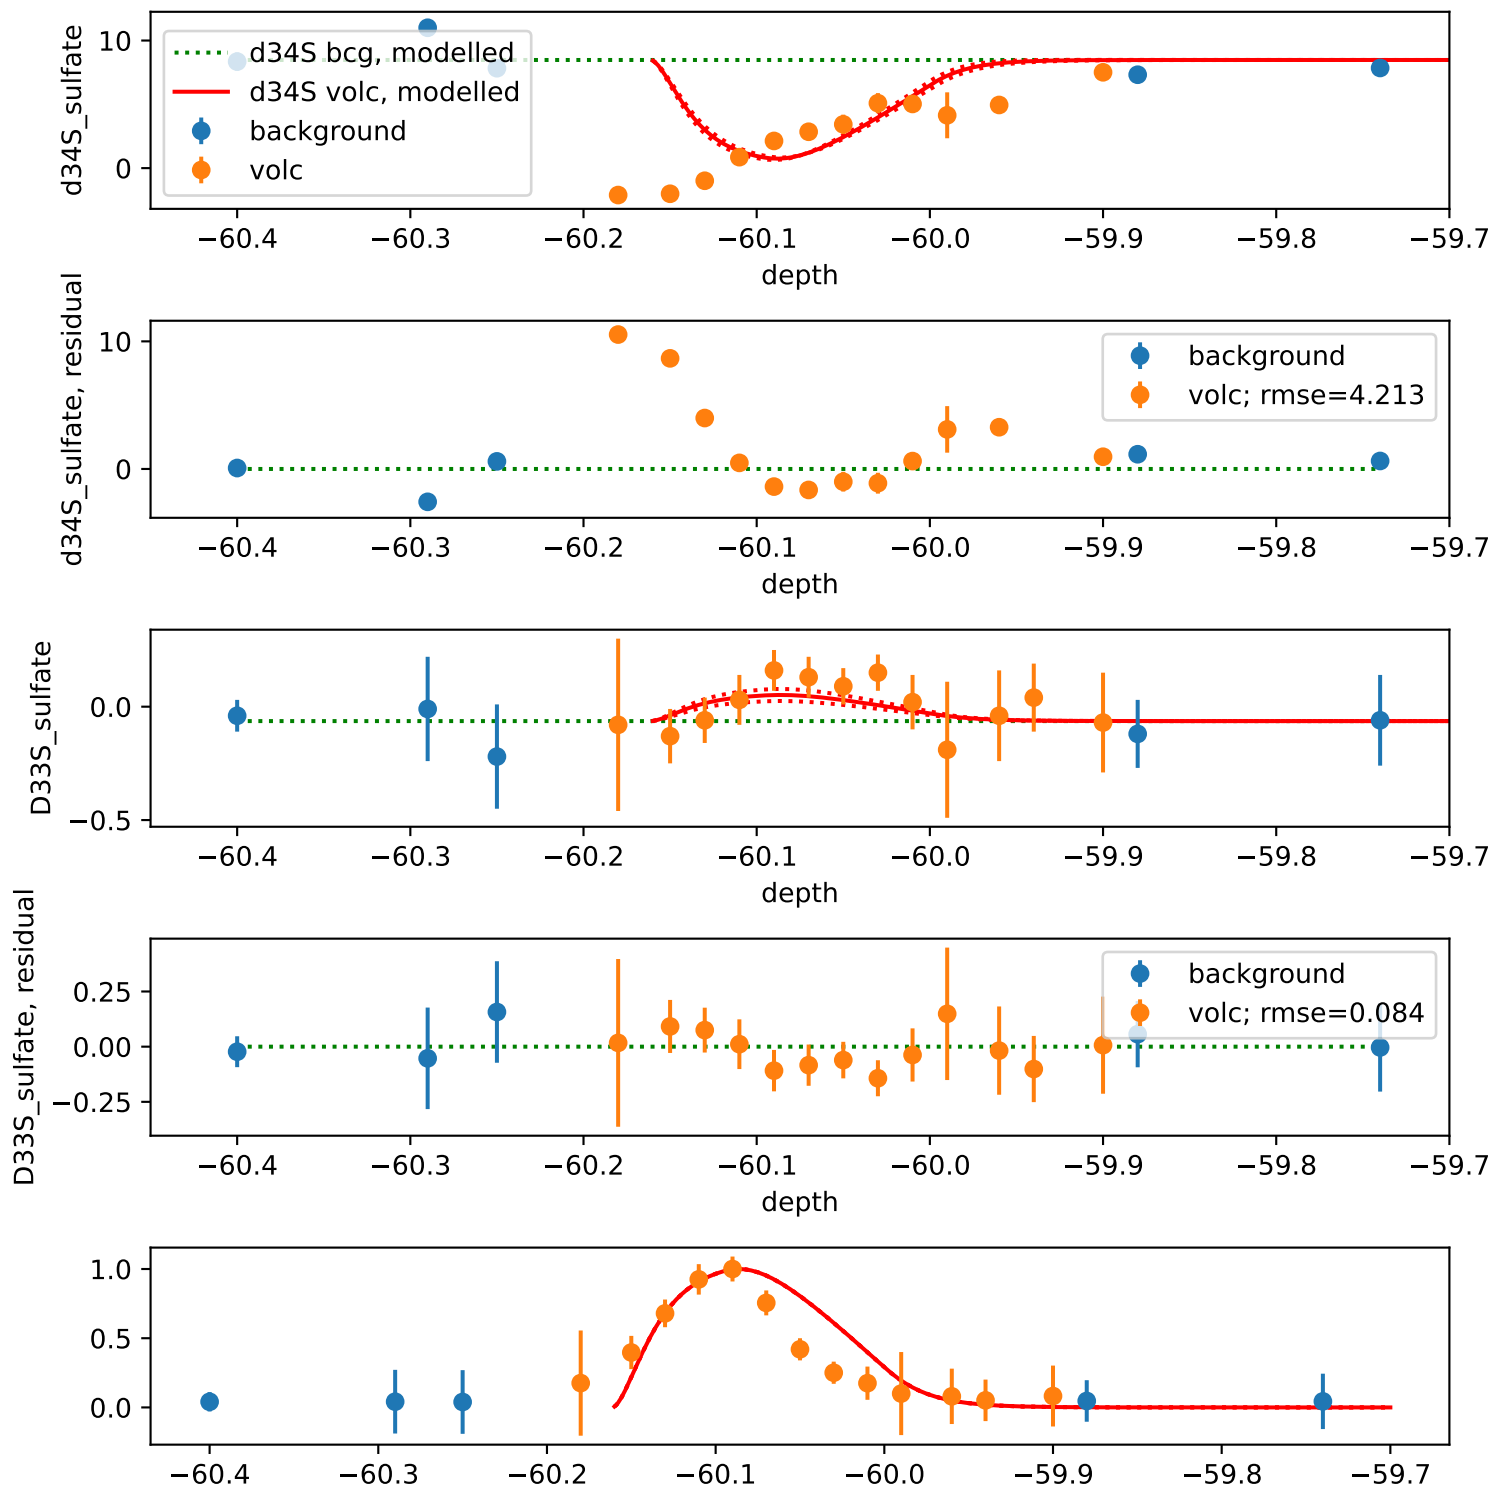 10
0
d34S_sulfate
d34S bcg, modelled
d34S volc, modelled
background
volc
−60.4 −60.3 −60.2 −60.1 −60.0 −59.9 −59.8 −59.7
depth
10
0
d34S_sulfate, residual
background
volc; rmse=4.213
−60.4 −60.3 −60.2 −60.1 −60.0 −59.9 −59.8 −59.7
depth
0.0
−0.5
D33S_sulfate
−60.4 −60.3 −60.2 −60.1 −60.0 −59.9 −59.8 −59.7
depth
0.25
0.00
−0.25
D33S_sulfate, residual
background
volc; rmse=0.084
−60.4 −60.3 −60.2 −60.1 −60.0 −59.9 −59.8 −59.7
depth
1.0
0.5
0.0
−60.4 −60.3 −60.2 −60.1 −60.0 −59.9 −59.8 −59.7